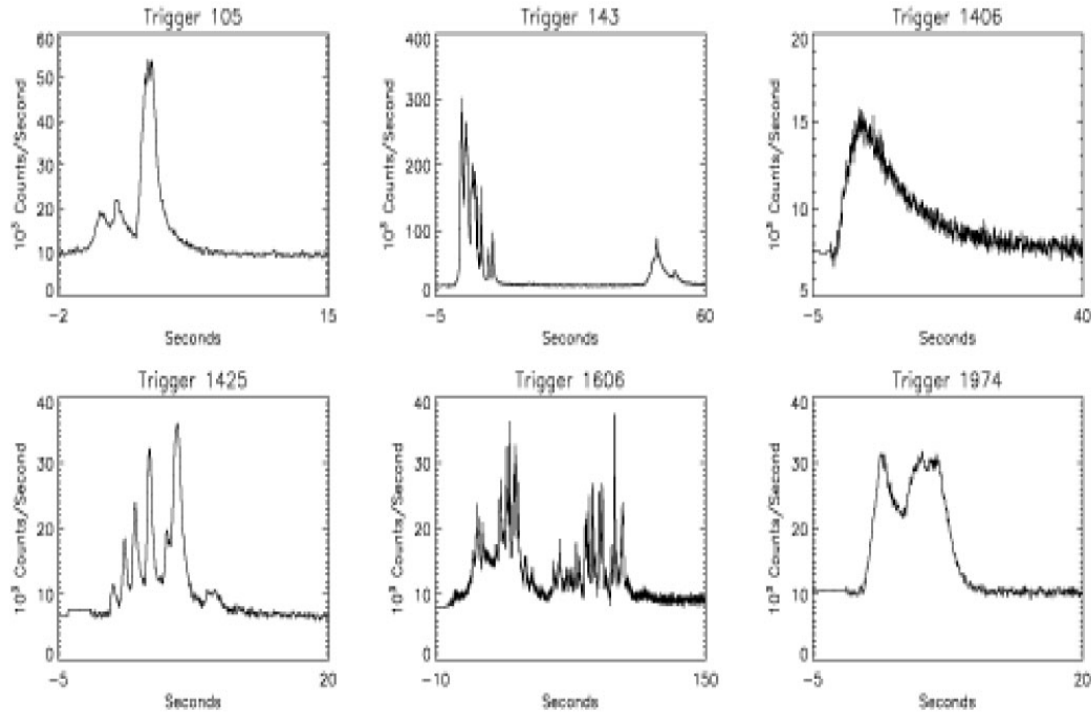 Trigger 105
10³ Counts/Second
60
50
40
30
20
10
0
-2
15
Seconds
Trigger 143
10³ Counts/Second
400
300
200
100
0
-5
60
Seconds
Trigger 1406
10³ Counts/Second
20
15
10
5
-5
40
Seconds
Trigger 1425
10³ Counts/Second
40
30
20
10
0
-5
20
Seconds
Trigger 1606
10³ Counts/Second
40
30
20
10
0
-10
150
Seconds
Trigger 1974
10³ Counts/Second
40
30
20
10
0
-5
20
Seconds